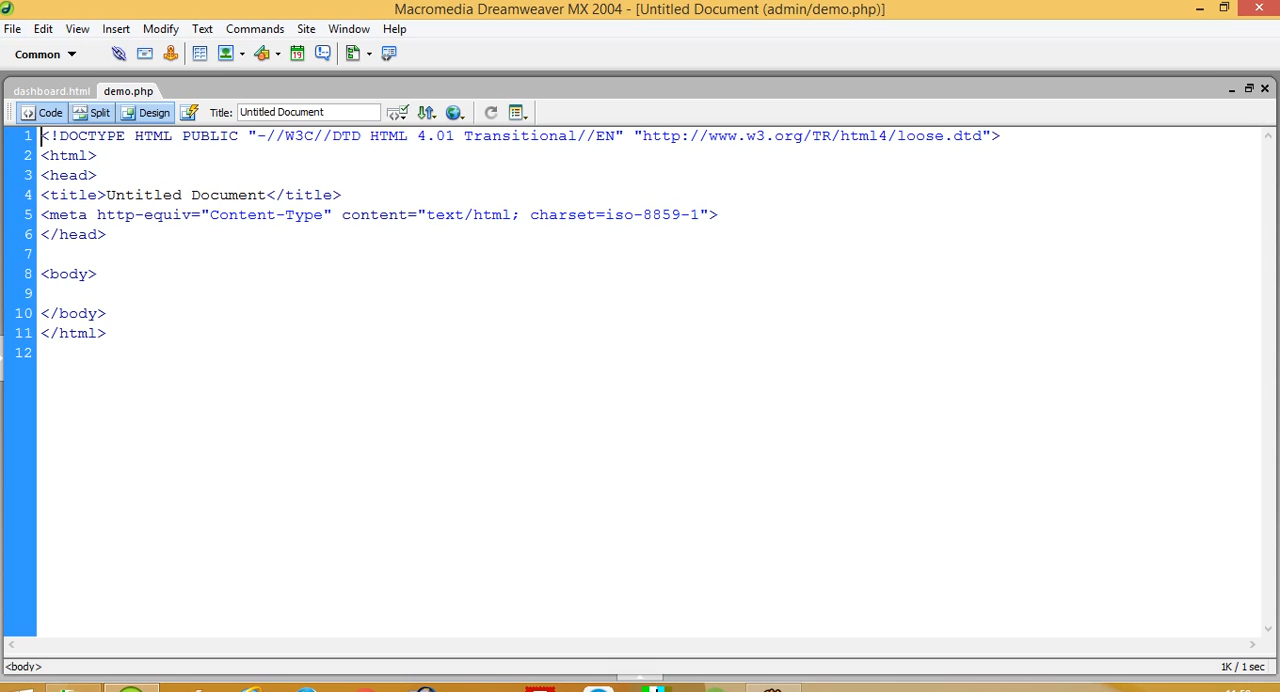 Macromedia Dreamweaver MX 2004 - [Untitled Document (admin/demo.php)]
File Edit View Insert Modify Text Commands Site Window Help
Common
19
dashboard.html demo.php
Code Split Design Title: Untitled Document
1 <!DOCTYPE HTML PUBLIC "-//W3C//DTD HTML 4.01 Transitional//EN" "http://www.w3.org/TR/html4/loose.dtd">
2 <html>
3 <head>
4 <title>Untitled Document</title>
5 <meta http-equiv="Content-Type" content="text/html; charset=iso-8859-1">
6 </head>
7
8 <body>
9
10 </body>
11 </html>
12
<body> 1K / 1 sec